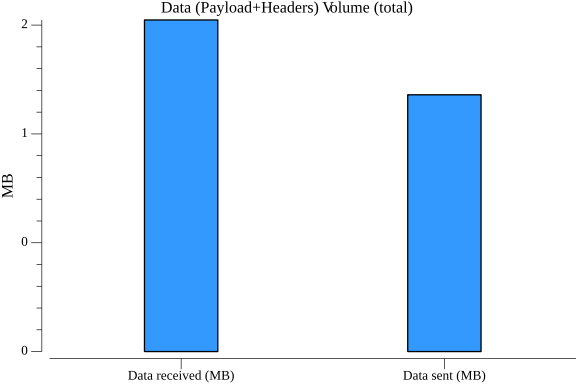 Data (Payload+Headers) Volume (total)
2
1
0
0
MB
Data received (MB)
Data sent (MB)